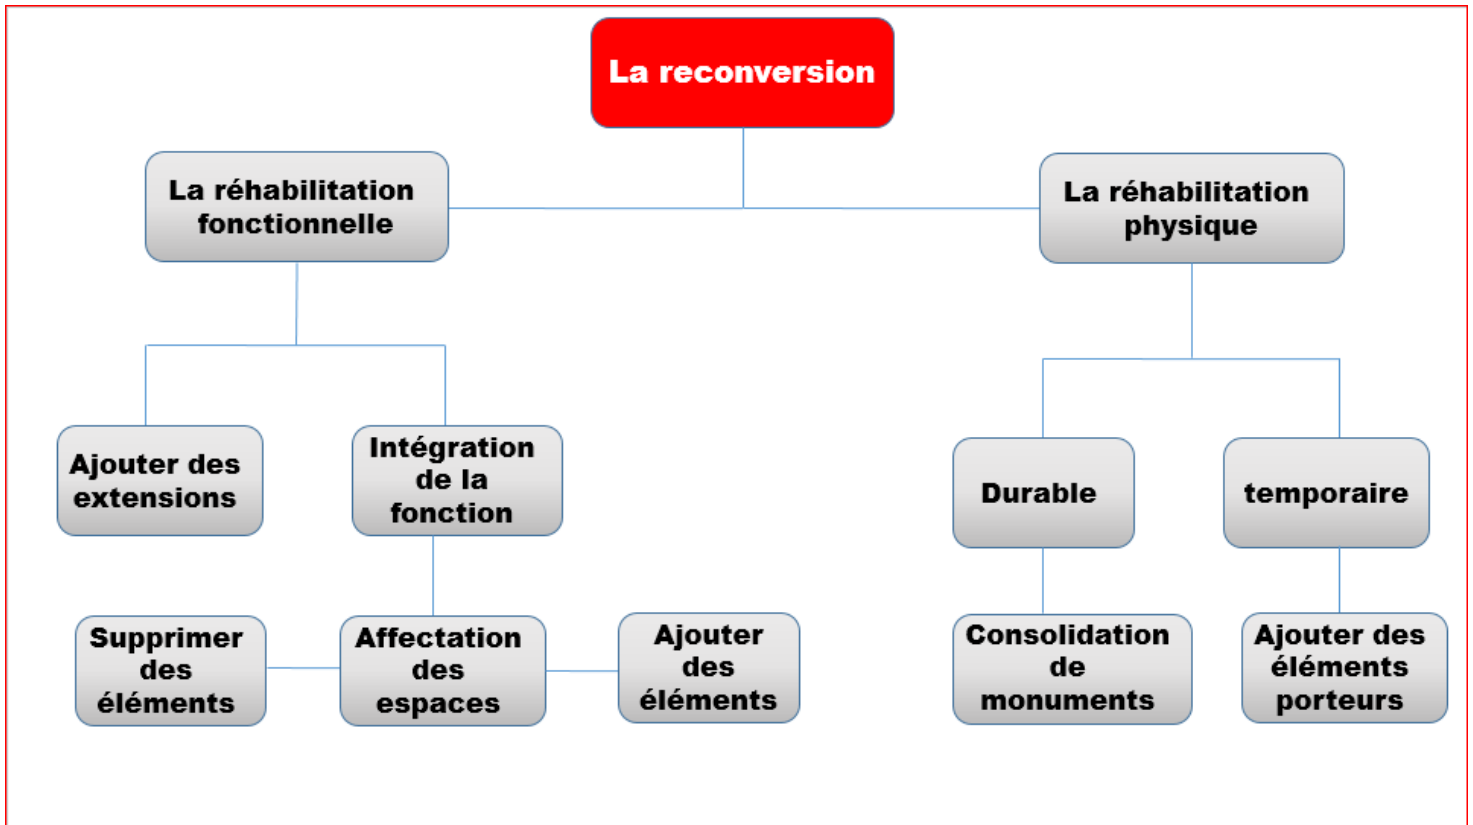 La reconversion
La réhabilitation
fonctionnelle
La réhabilitation
physique
Ajouter des
extensions
Intégration
de la
fonction
Durable
temporaire
Supprimer
des
éléments
Affectation
des
espaces
Ajouter
des
éléments
Consolidation
de
monuments
Ajouter des
éléments
porteurs